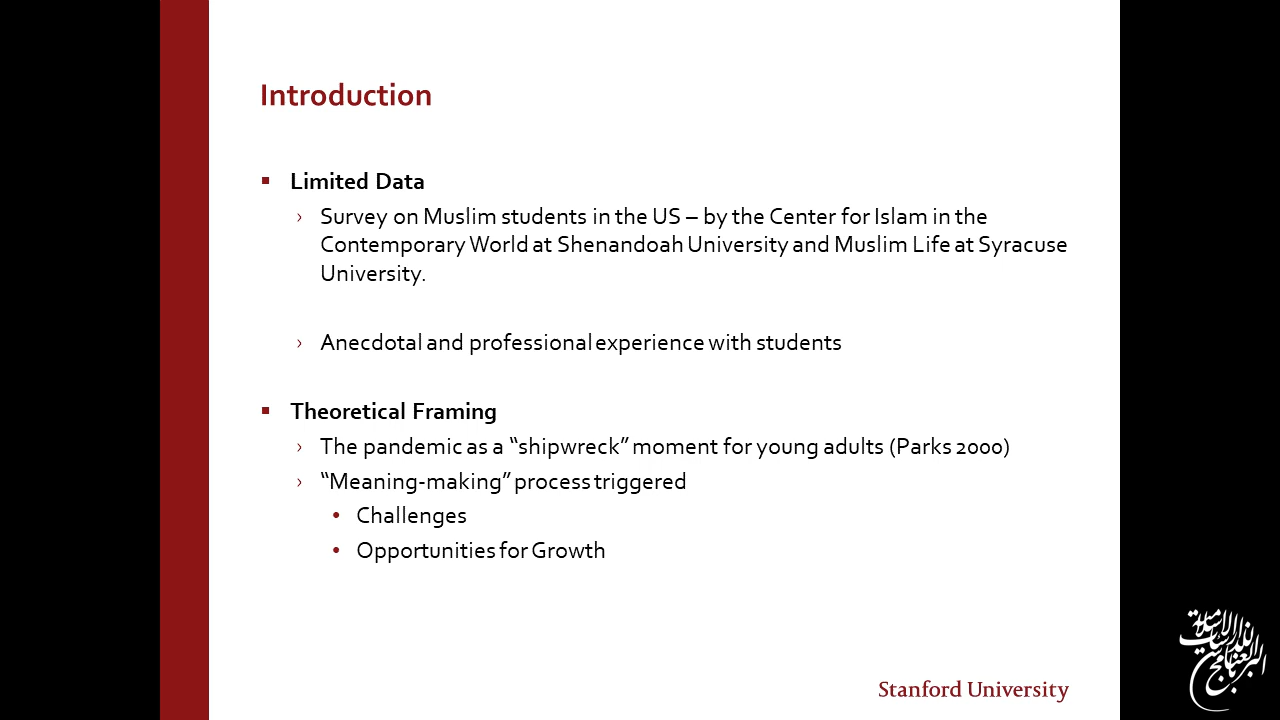 Introduction
▪ Limited Data
› Survey on Muslim students in the US – by the Center for Islam in the
Contemporary World at Shenandoah University and Muslim Life at Syracuse
University.
› Anecdotal and professional experience with students
▪ Theoretical Framing
› The pandemic as a “shipwreck” moment for young adults (Parks 2000)
› “Meaning-making” process triggered
• Challenges
• Opportunities for Growth
Stanford University